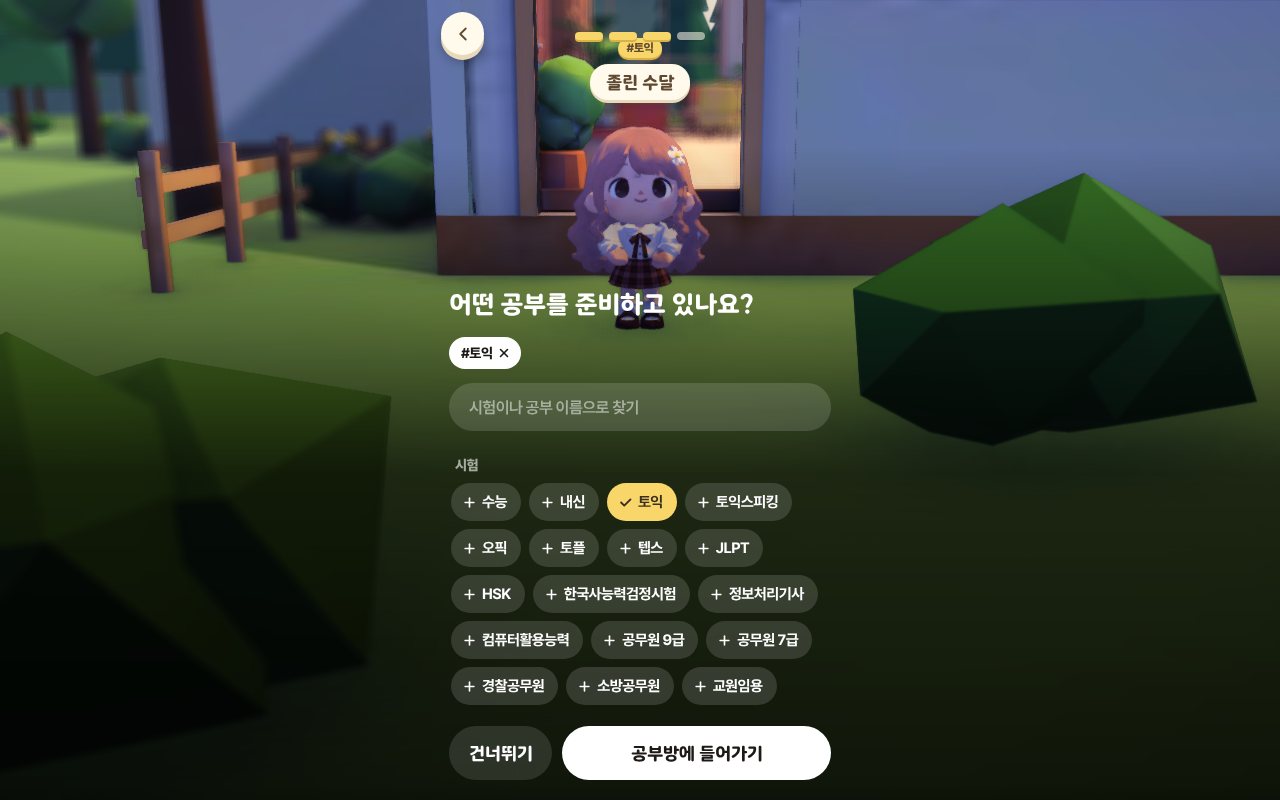 #토익
졸린 수달
어떤 공부를 준비하고 있나요?
#토익 ×
시험이나 공부 이름으로 찾기
시험
+ 수능 + 내신 ✓ 토익 + 토익스피킹
+ 오픽 + 토플 + 텝스 + JLPT
+ HSK + 한국사능력검정시험 + 정보처리기사
+ 컴퓨터활용능력 + 공무원 9급 + 공무원 7급
+ 경찰공무원 + 소방공무원 + 교원임용
건너뛰기 공부방에 들어가기